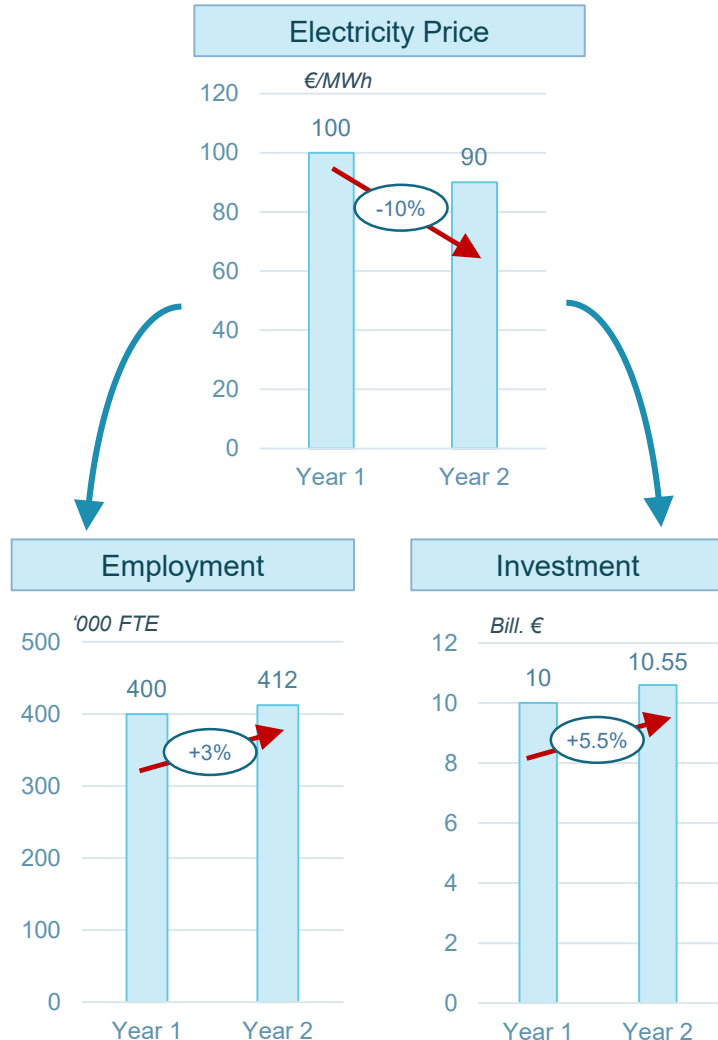 Electricity Price
€/MWh
120
100
80
60
40
20
0
100
90
-10%
Year 1
Year 2
Employment
‘000 FTE
500
400
300
200
100
0
400
412
+3%
Year 1
Year 2
Investment
Bill. €
12
10
8
6
4
2
0
10
10.55
+5.5%
Year 1
Year 2